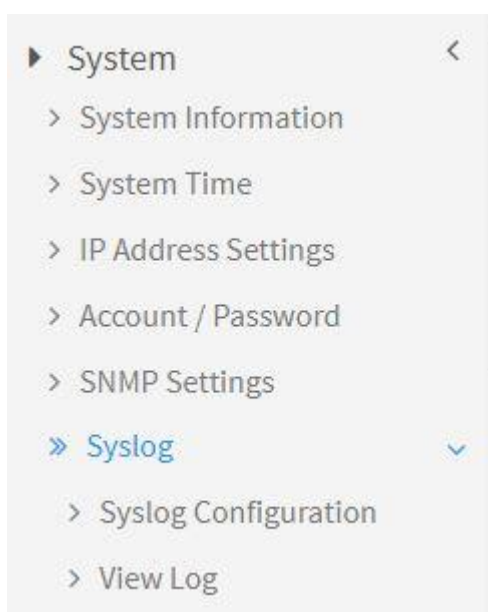 System
System Information
System Time
IP Address Settings
Account / Password
SNMP Settings
Syslog
Syslog Configuration
View Log